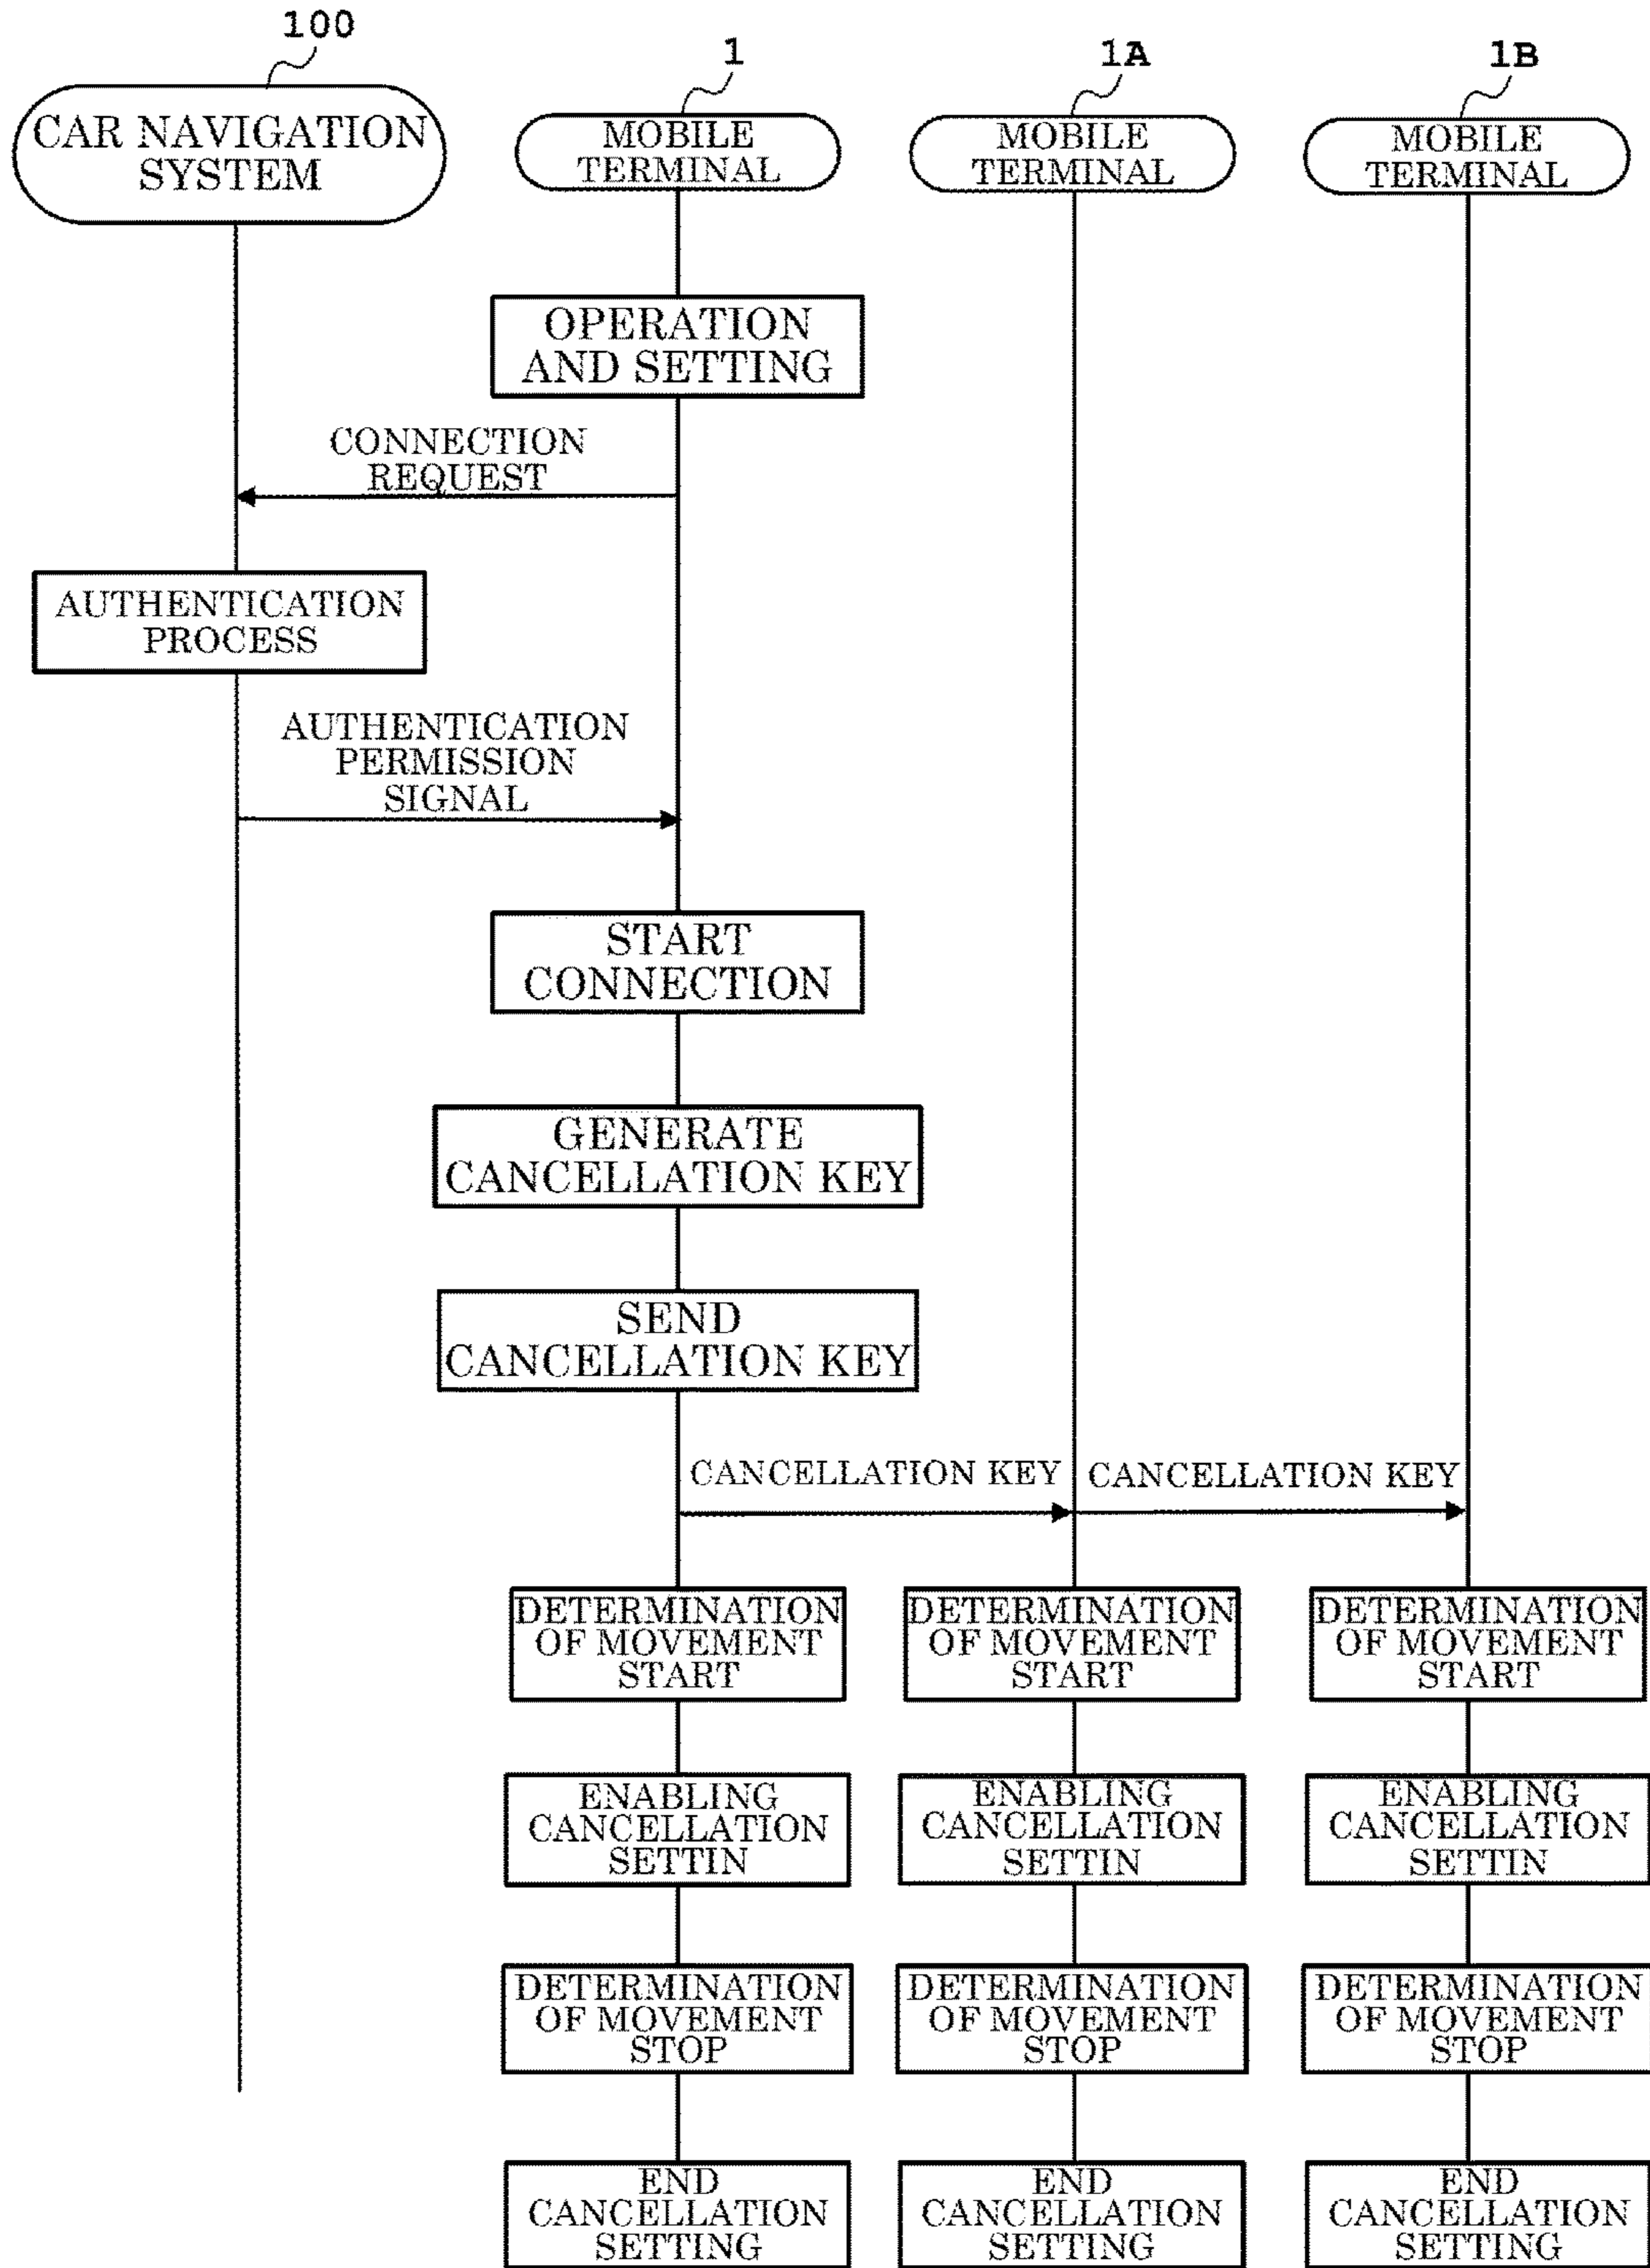 100
1
1A
1B
CAR NAVIGATION
SYSTEM
MOBILE
TERMINAL
MOBILE
TERMINAL
MOBILE
TERMINAL
OPERATION
AND SETTING
CONNECTION
REQUEST
AUTHENTICATION
PROCESS
AUTHENTICATION
PERMISSION
SIGNAL
START
CONNECTION
GENERATE
CANCELLATION KEY
SEND
CANCELLATION KEY
CANCELLATION KEY
CANCELLATION KEY
DETERMINATION
OF MOVEMENT
START
DETERMINATION
OF MOVEMENT
START
DETERMINATION
OF MOVEMENT
START
ENABLING
CANCELLATION
SETTIN
ENABLING
CANCELLATION
SETTIN
ENABLING
CANCELLATION
SETTIN
DETERMINATION
OF MOVEMENT
STOP
DETERMINATION
OF MOVEMENT
STOP
DETERMINATION
OF MOVEMENT
STOP
END
CANCELLATION
SETTING
END
CANCELLATION
SETTING
END
CANCELLATION
SETTING